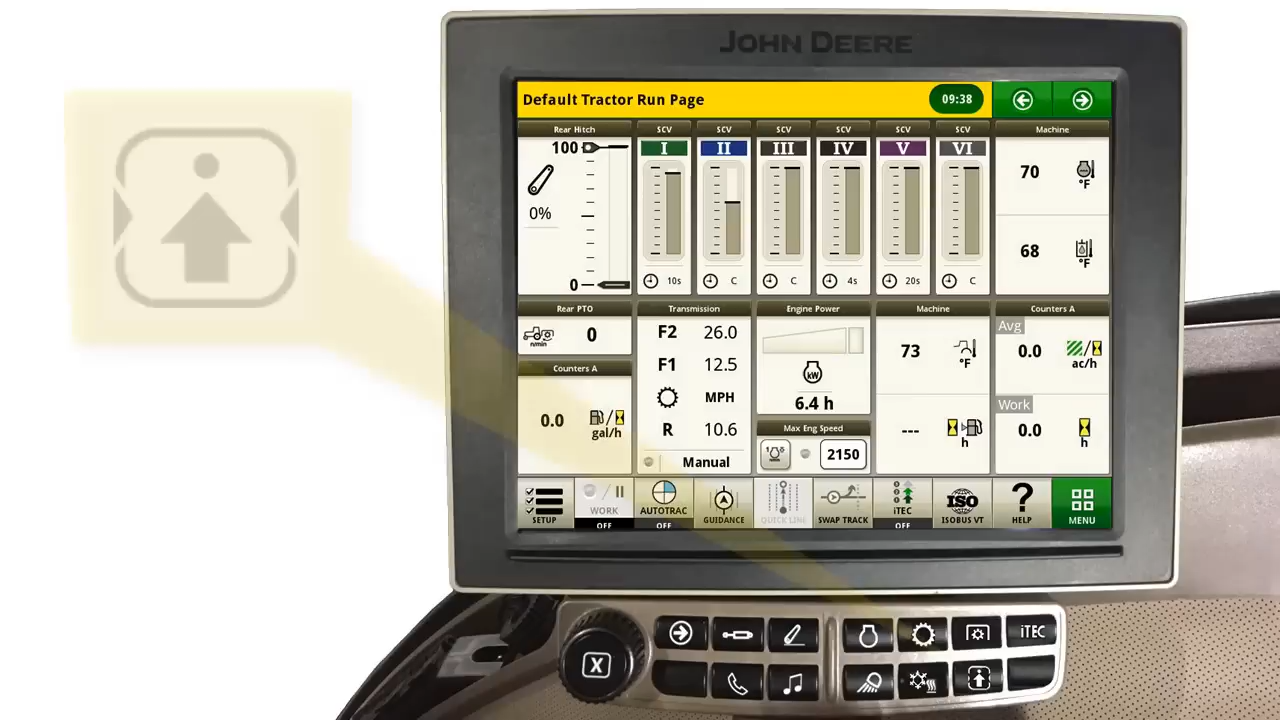 JOHN DEERE
Default Tractor Run Page
09:38
Rear Hitch
100
0%
0
SCV
I
10s
SCV
II
C
SCV
III
C
SCV
IV
4s
SCV
V
20s
SCV
VI
C
Machine
70
°F
68
°F
Rear PTO
n/min
0
Counters A
0.0
gal/h
Transmission
F2 26.0
F1 12.5
MPH
R 10.6
Manual
Engine Power
kW
6.4 h
Max Eng Speed
2150
Machine
73
°F
---
h
Counters A
Avg
0.0
ac/h
Work
0.0
h
SETUP
WORK
OFF
AUTOTRAC
OFF
GUIDANCE
QUICK LINE
SWAP TRACK
iTEC
OFF
ISO
ISOBUS VT
?
HELP
MENU
X
iTEC